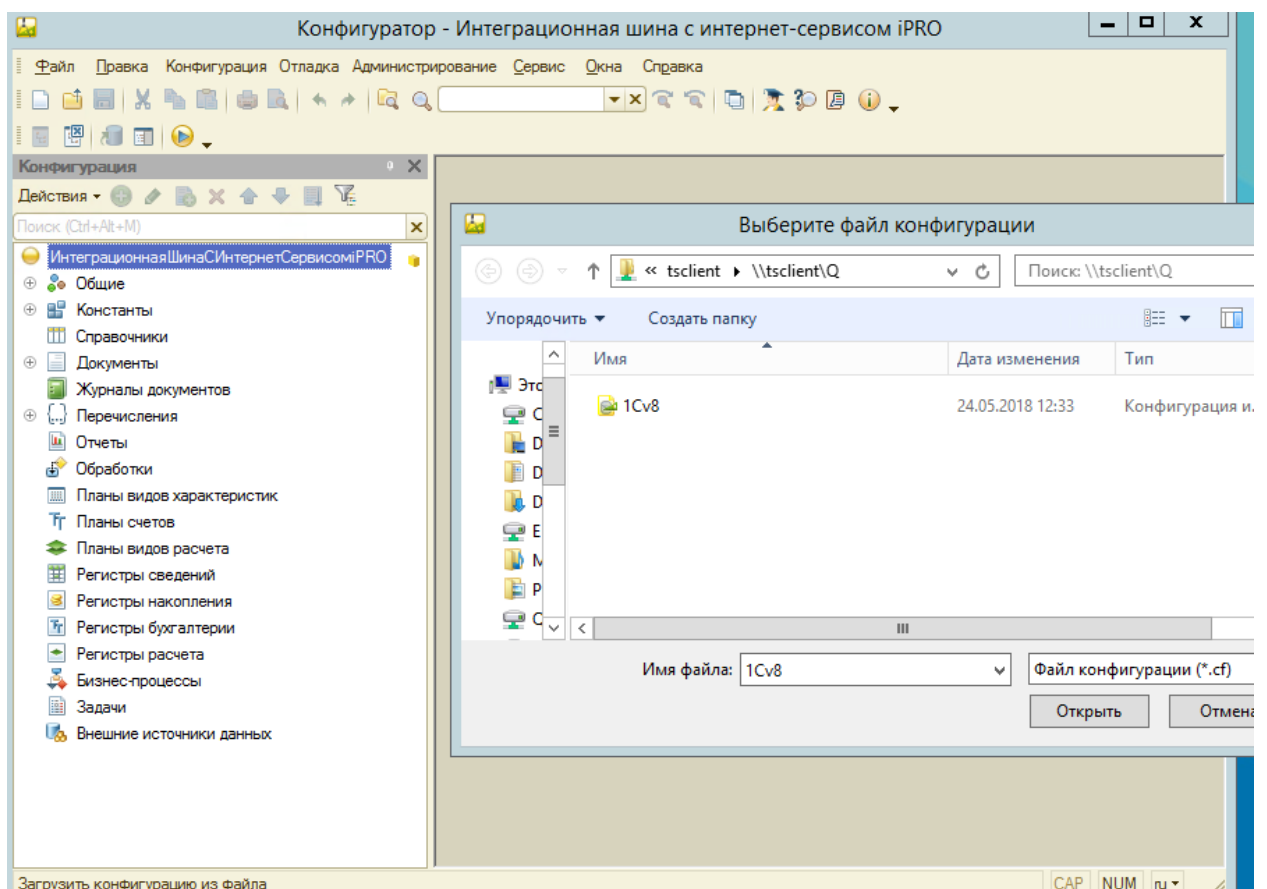 Конфигуратор - Интеграционная шина с интернет-сервисом iPRO
Файл Правка Конфигурация Отладка Администрирование Сервис Окна Справка
Конфигурация
Действия
Поиск (Ctrl+Alt+M)
ИнтеграционнаяШинаСИнтернетСервисомiPRO
Общие
Константы
Справочники
Документы
Журналы документов
Перечисления
Отчеты
Обработки
Планы видов характеристик
Планы счетов
Планы видов расчета
Регистры сведений
Регистры накопления
Регистры бухгалтерии
Регистры расчета
Бизнес-процессы
Задачи
Внешние источники данных
Выберите файл конфигурации
« tsclient \\tsclient\Q
Поиск: \\tsclient\Q
Упорядочить Создать папку
Имя Дата изменения Тип
Это
C
D
D
D
E
M
P
1Cv8 24.05.2018 12:33 Конфигурация и.
Имя файла: 1Cv8 Файл конфигурации (*.cf)
Открыть Отмена
Загрузить конфигурацию из файла CAP NUM ru